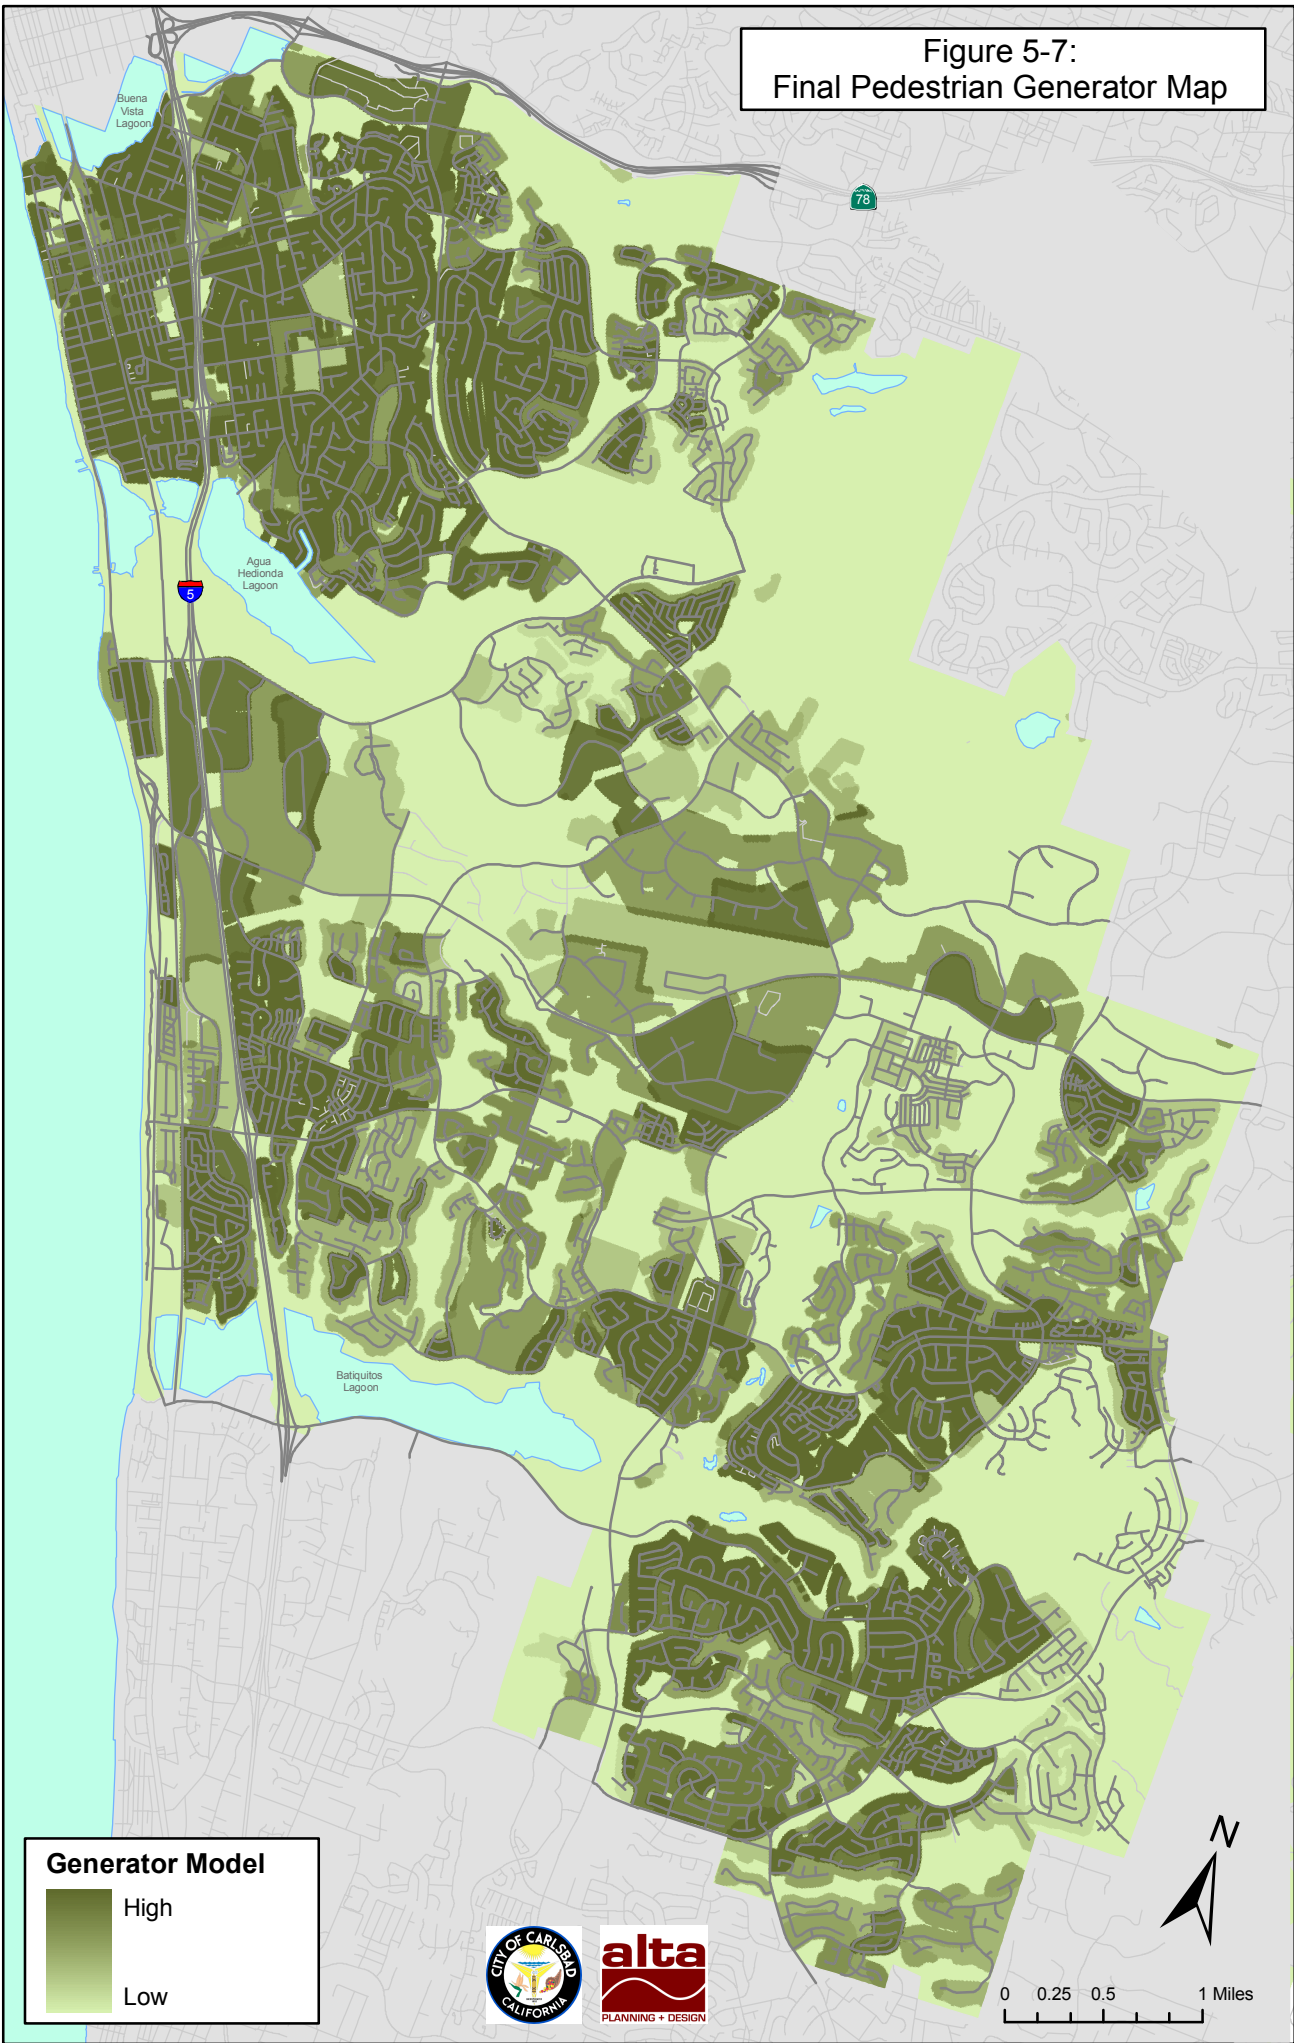 Figure 5-7:
Final Pedestrian Generator Map
Buena
Vista
Lagoon
78
Agua
Hedionda
Lagoon
5
Batiquitos
Lagoon
Generator Model
High
Low
CITY OF CARLSBAD
CALIFORNIA
alta
PLANNING + DESIGN
N
0 0.25 0.5 1 Miles